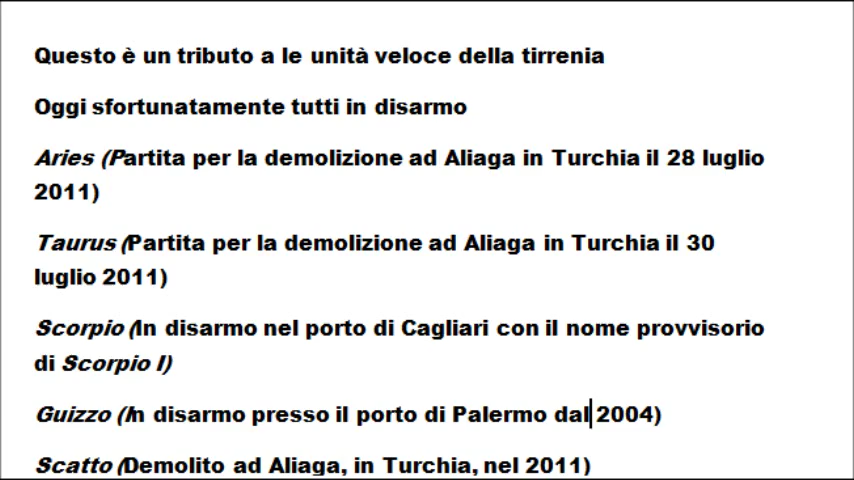 Questo è un tributo a le unità veloce della tirrenia
Oggi sfortunatamente tutti in disarmo
Aries (Partita per la demolizione ad Aliaga in Turchia il 28 luglio
2011)
Taurus (Partita per la demolizione ad Aliaga in Turchia il 30
luglio 2011)
Scorpio (In disarmo nel porto di Cagliari con il nome provvisorio
di Scorpio I)
Guizzo (In disarmo presso il porto di Palermo dal 2004)
Scatto (Demolito ad Aliaga, in Turchia, nel 2011)